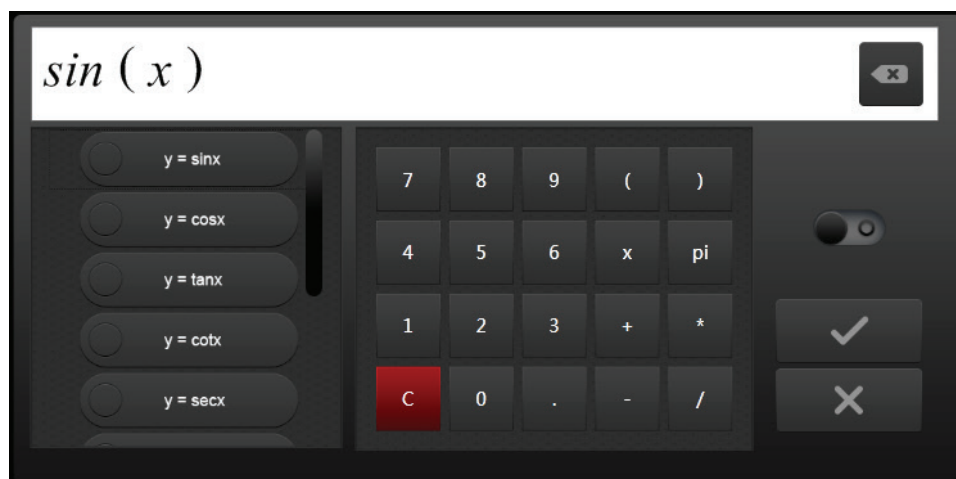 sin ( x )
y = sinx
y = cosx
y = tanx
y = cotx
y = secx
7 8 9 ( )
4 5 6 x pi
1 2 3 + *
C 0 . - /